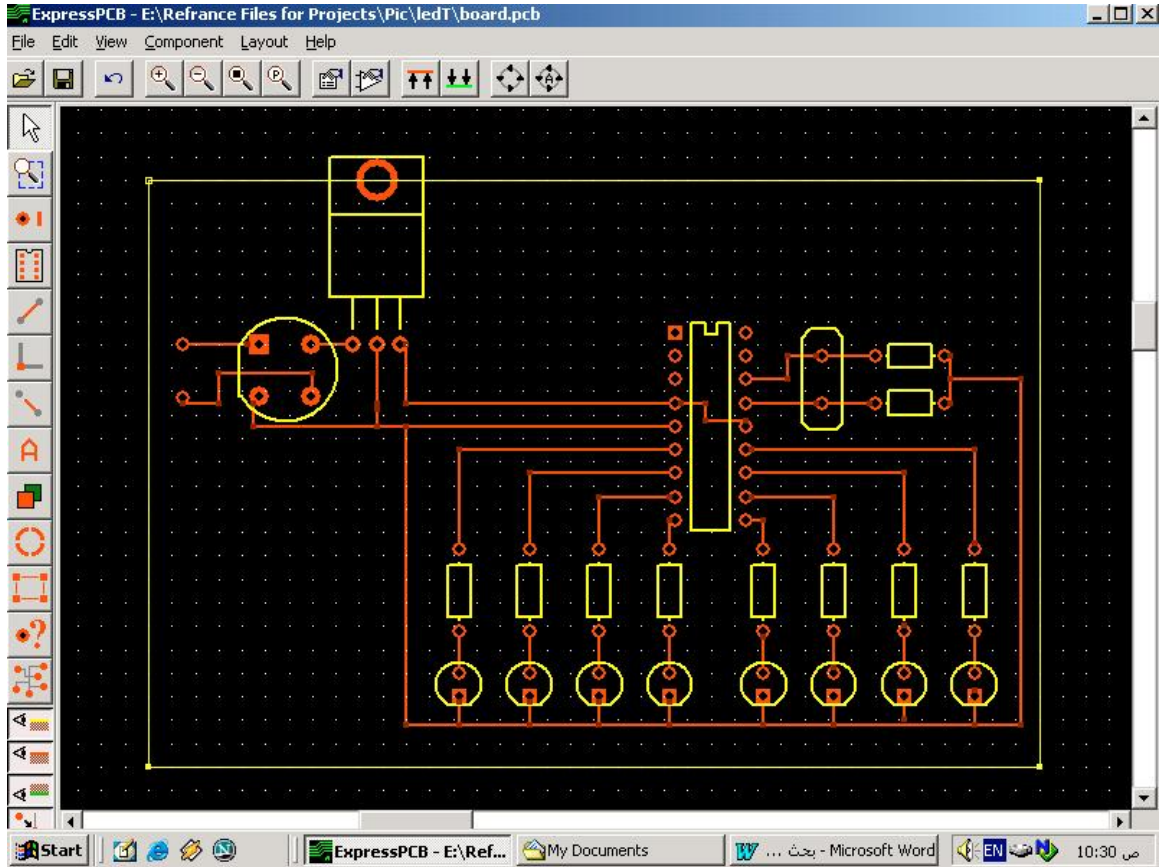 ExpressPCB - E:\Refrance Files for Projects\Pic\ledT\board.pcb
File Edit View Component Layout Help
Start ExpressPCB - E:\Ref... My Documents بحث ... - Microsoft Word EN 10:30 ص